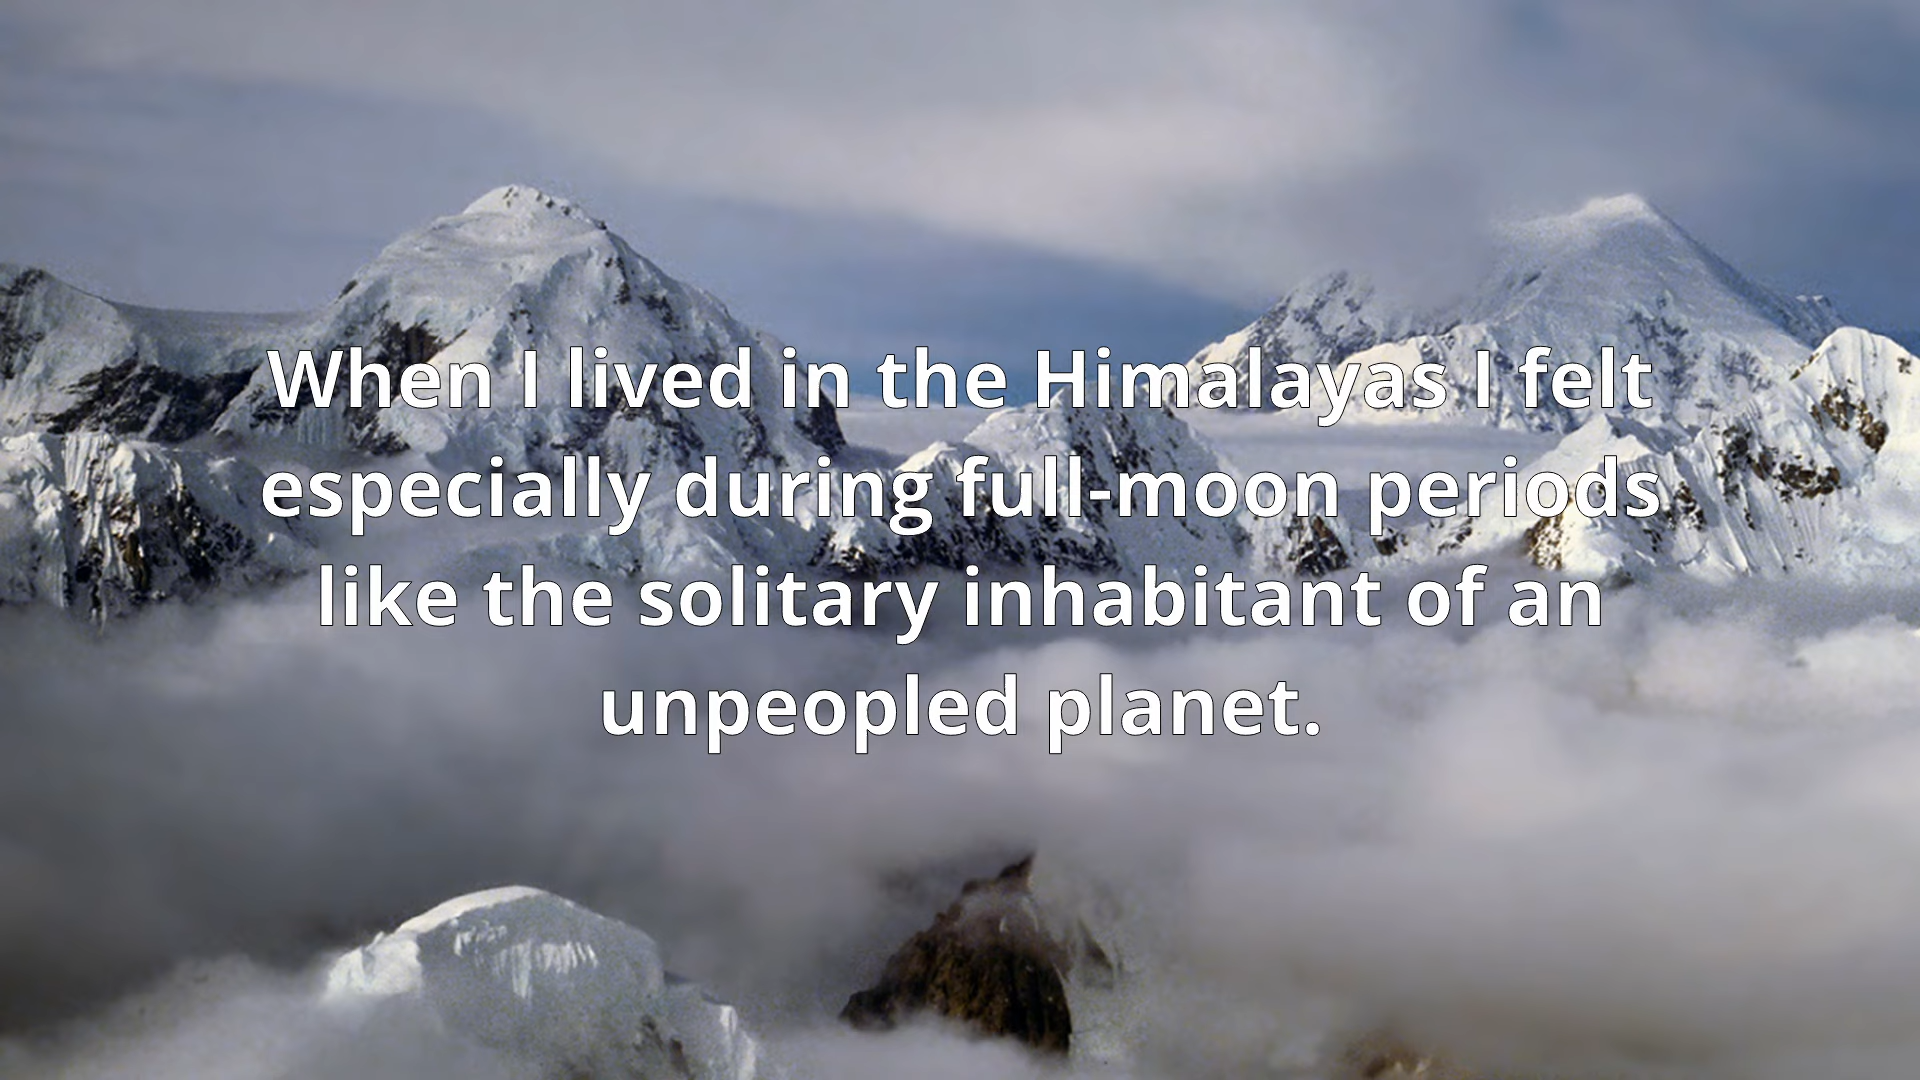 When I lived in the Himalayas I felt
especially during full-moon periods
like the solitary inhabitant of an
unpeopled planet.